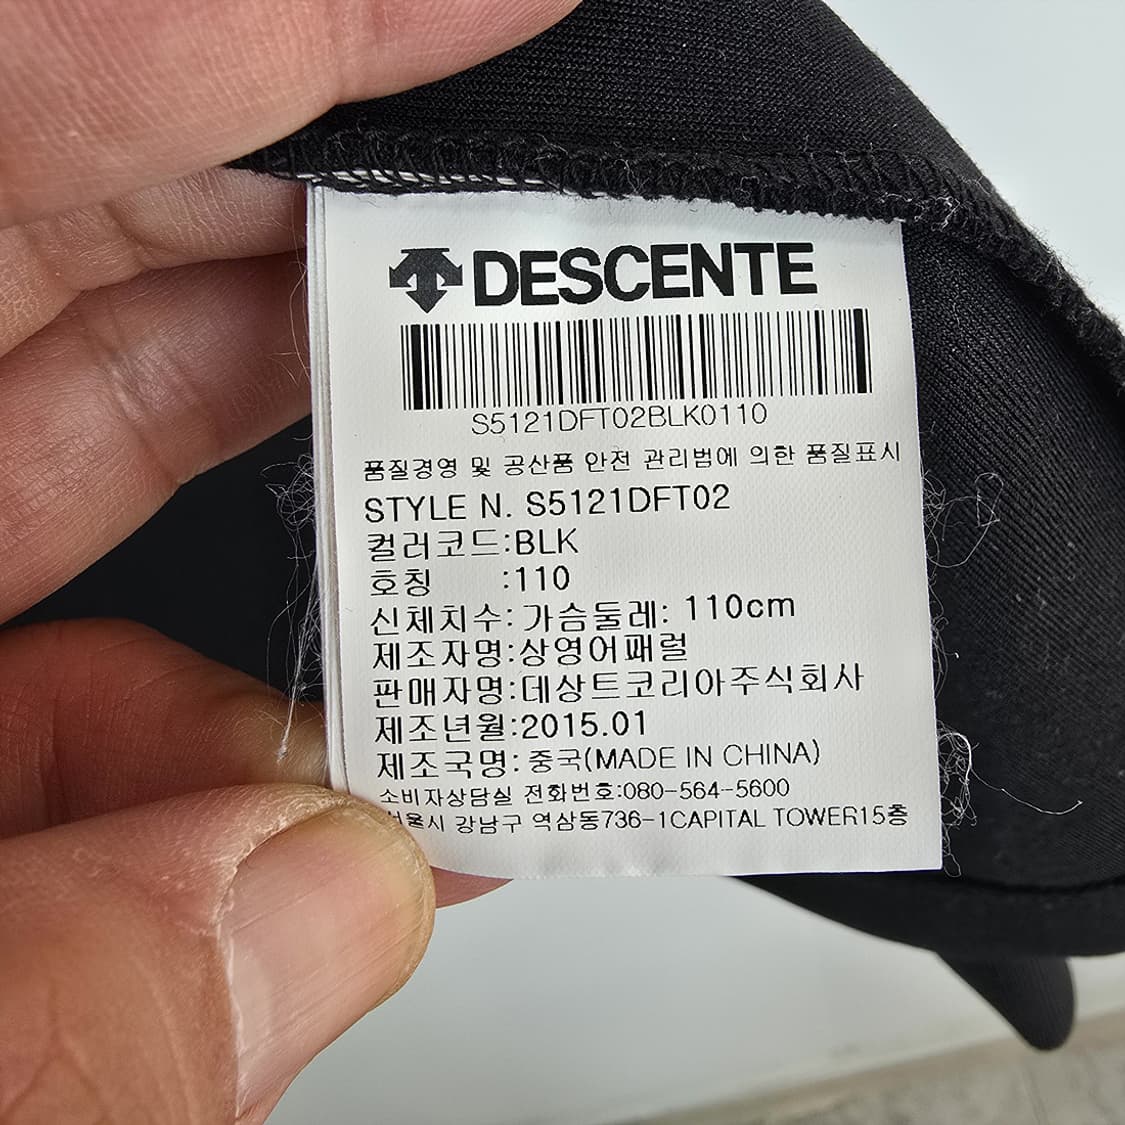 DESCENTE
S5121DFT02BLK0110
품질경영 및 공산품 안전 관리법에 의한 품질표시
STYLE N. S5121DFT02
컬러코드:BLK
호칭 :110
신체치수: 가슴둘레: 110cm
제조자명:상영어패럴
판매자명:데상트코리아주식회사
제조년월:2015.01
제조국명: 중국(MADE IN CHINA)
소비자상담실 전화번호:080-564-5600
서울시 강남구 역삼동736-1CAPITAL TOWER15층